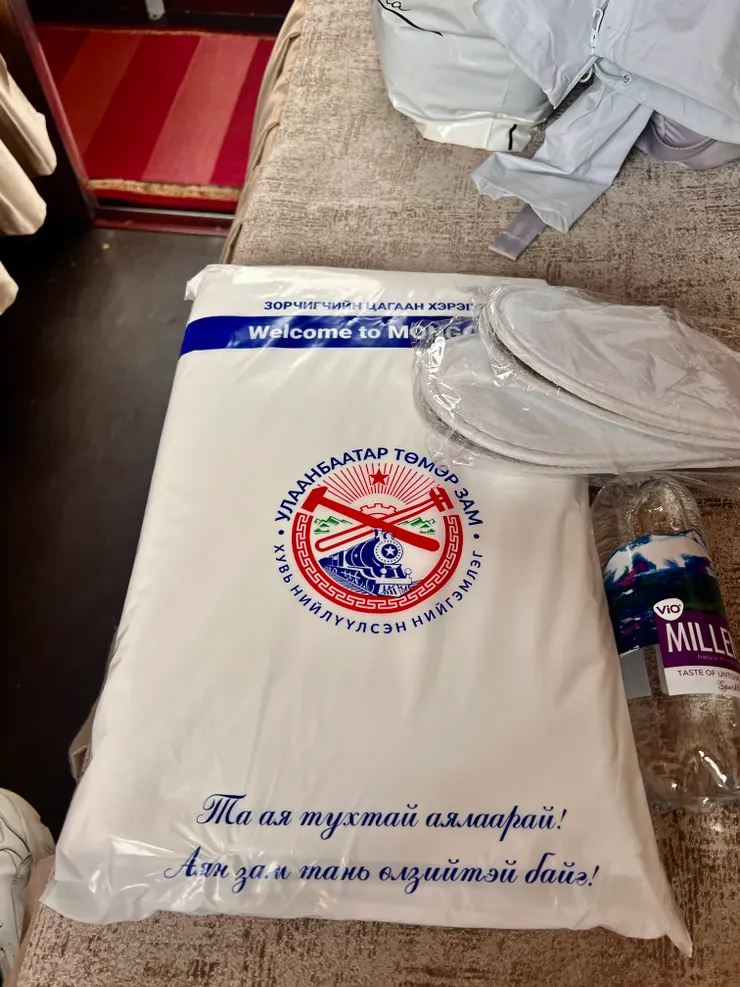 ЗОРЧИГЧИЙН ЦАГААН ХЭРЭГ
Welcome to MONGO
• УЛААНБААТАР ТӨМӨР ЗАМ •
ХУВЬ НИЙЛҮҮЛСЭН НИЙГЭМЛЭГ
Та ая тухтай аялаарай!
Аян зам тань өлзийтэй байг!
ViO
MILLE
TASTE OF UNTOU